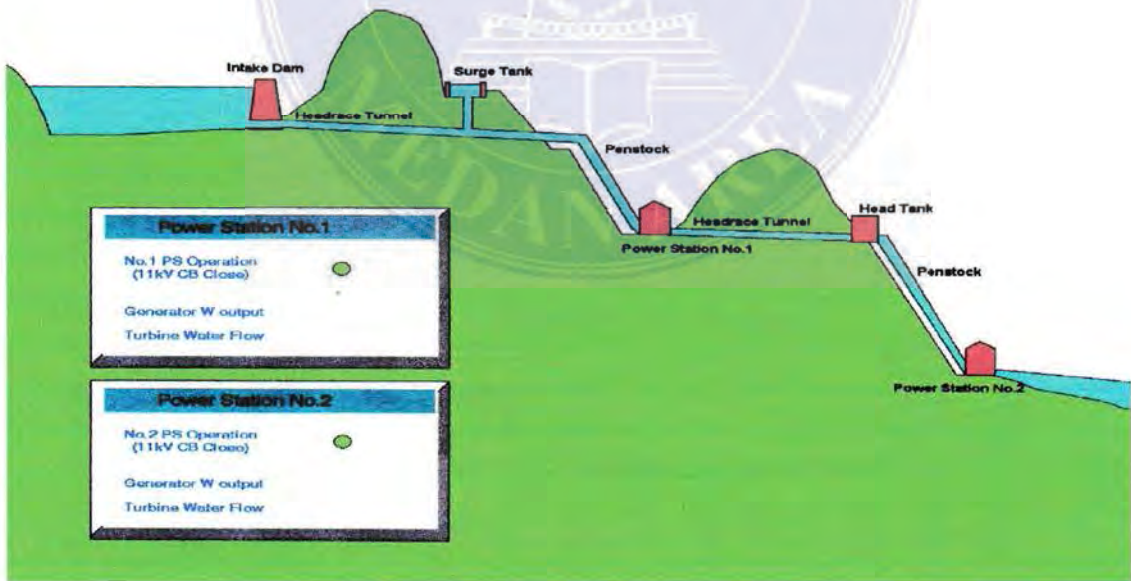 Intake Dam
Surge Tank
Headrace Tunnel
Penstock
Headrace Tunnel
Head Tank
Power Station No.1
Penstock
Power Station No.2
Power Station No.1
No.1 PS Operation
(11kV CB Close)
Generator W output
Turbine Water Flow
Power Station No.2
No.2 PS Operation
(11kV CB Close)
Generator W output
Turbine Water Flow
MEDAN AREA